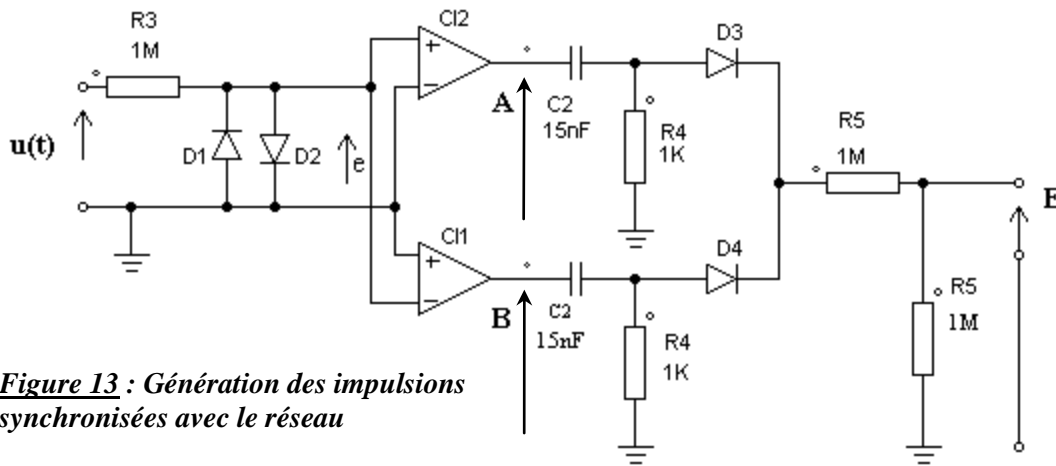 R3
1M
u(t)
D1
D2
e
CI2
+
−
CI1
+
−
A
C2
15nF
R4
1K
D3
B
C2
15nF
R4
1K
D4
R5
1M
R5
1M
E
Figure 13 : Génération des impulsions
synchronisées avec le réseau